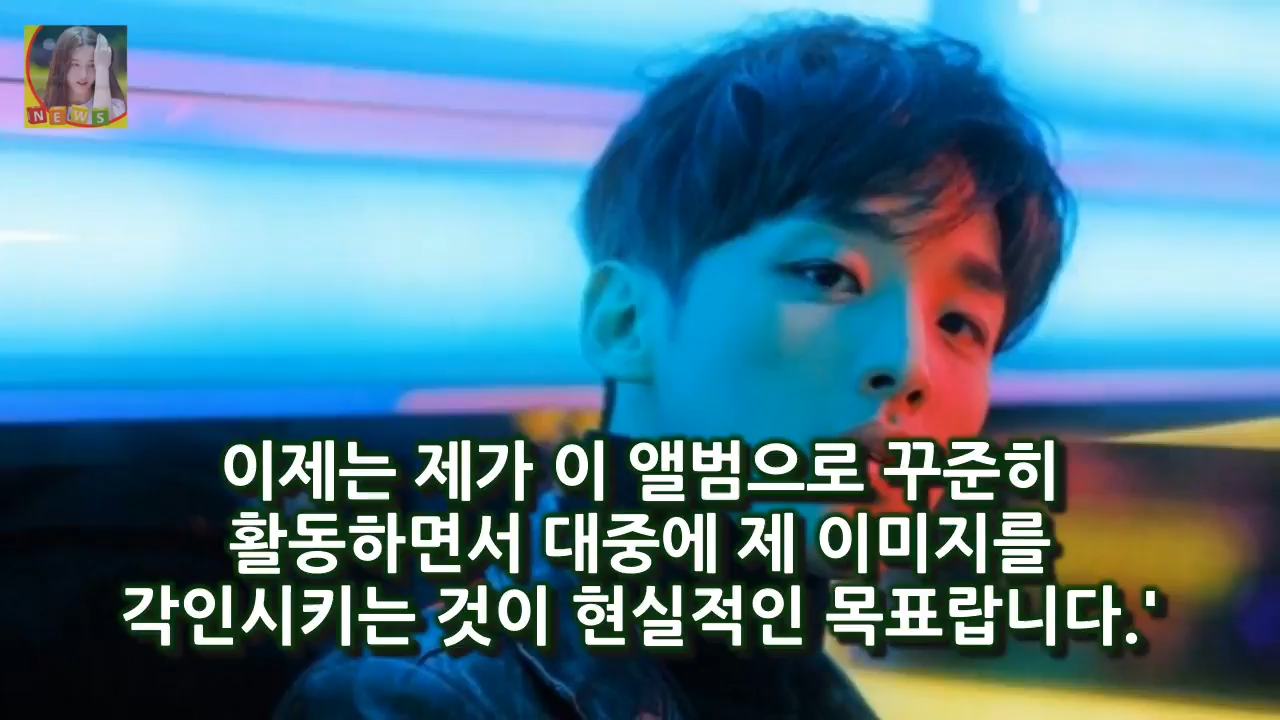 NEWS
이제는 제가 이 앨범으로 꾸준히
활동하면서 대중에 제 이미지를
각인시키는 것이 현실적인 목표랍니다.'